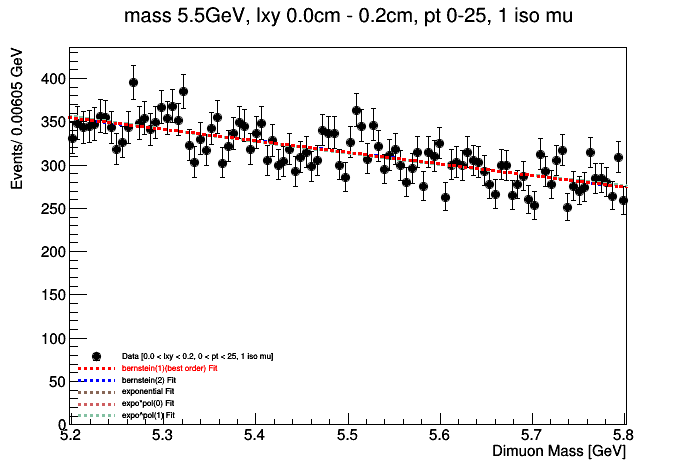 mass 5.5GeV, lxy 0.0cm - 0.2cm, pt 0-25, 1 iso mu
Events/ 0.00605 GeV
400
350
300
250
200
150
100
50
0
Data [0.0 < lxy < 0.2, 0 < pt < 25, 1 iso mu]
bernstein(1)(best order) Fit
bernstein(2) Fit
exponential Fit
expo*pol(0) Fit
expo*pol(1) Fit
5.2 5.3 5.4 5.5 5.6 5.7 5.8
Dimuon Mass [GeV]